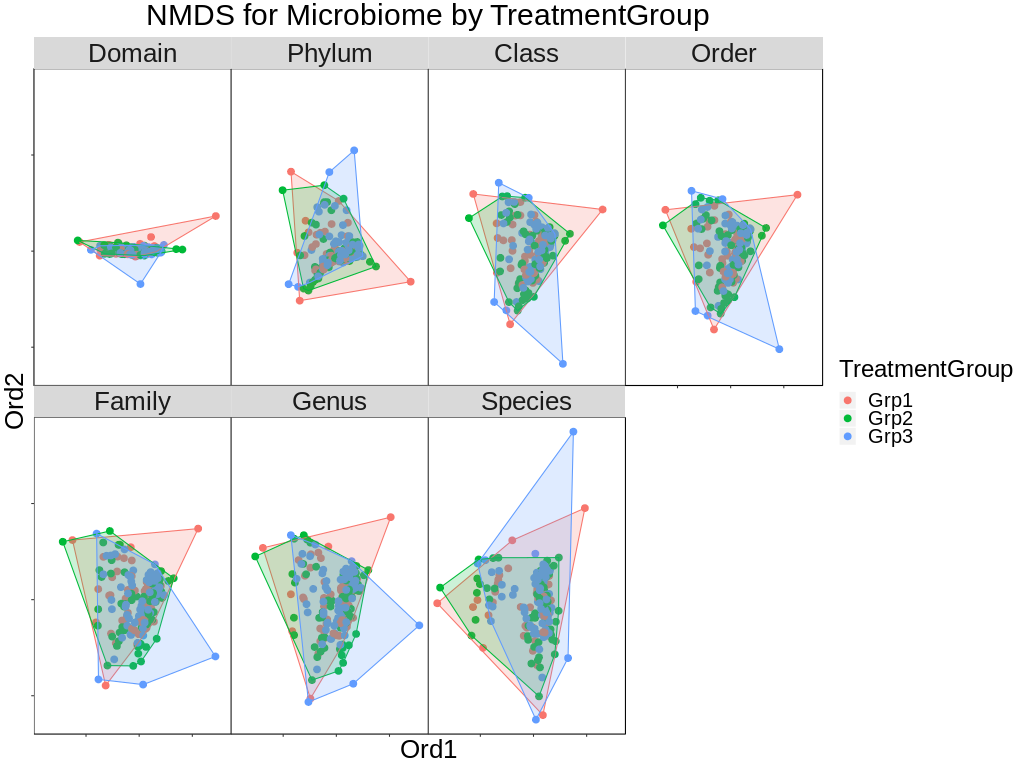 NMDS for Microbiome by TreatmentGroup
Domain
Phylum
Class
Order
Family
Genus
Species
Ord2
Ord1
TreatmentGroup
Grp1
Grp2
Grp3